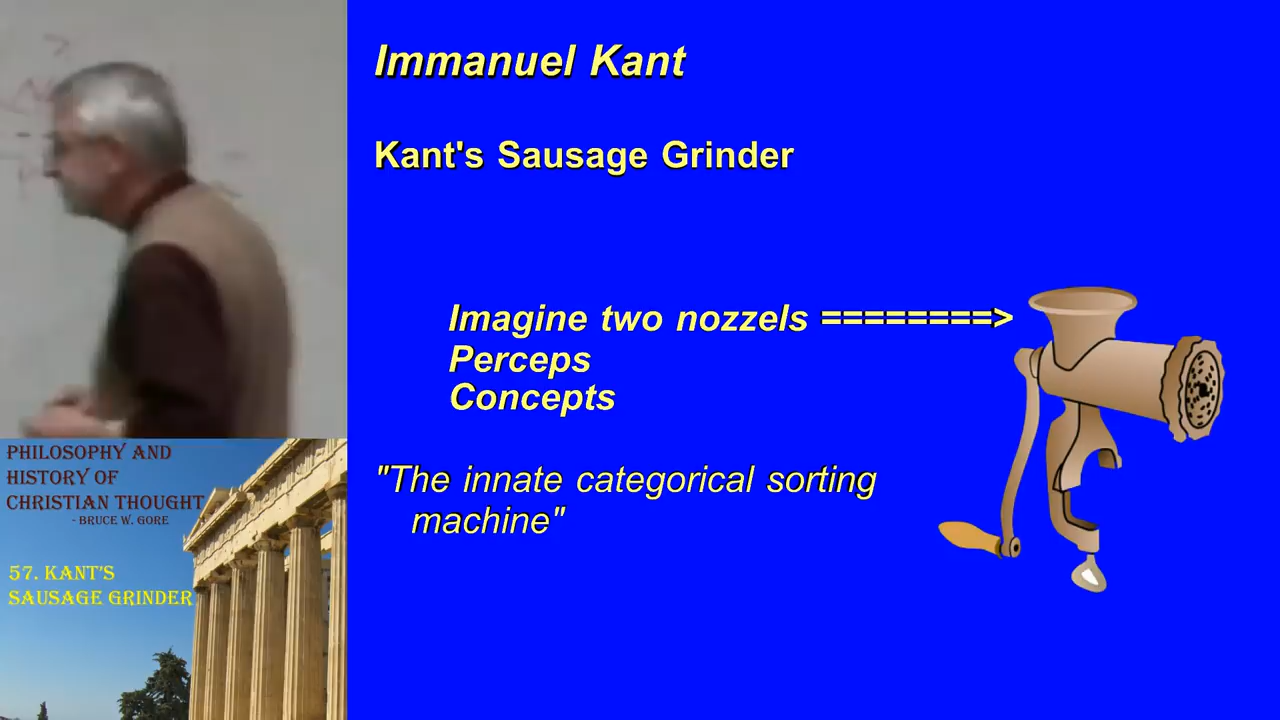 Immanuel Kant
Kant's Sausage Grinder
Imagine two nozzels ========>
Perceps
Concepts
"The innate categorical sorting
machine"
PHILOSOPHY AND
HISTORY OF
CHRISTIAN THOUGHT
- BRUCE W. GORE
57. KANT'S
SAUSAGE GRINDER